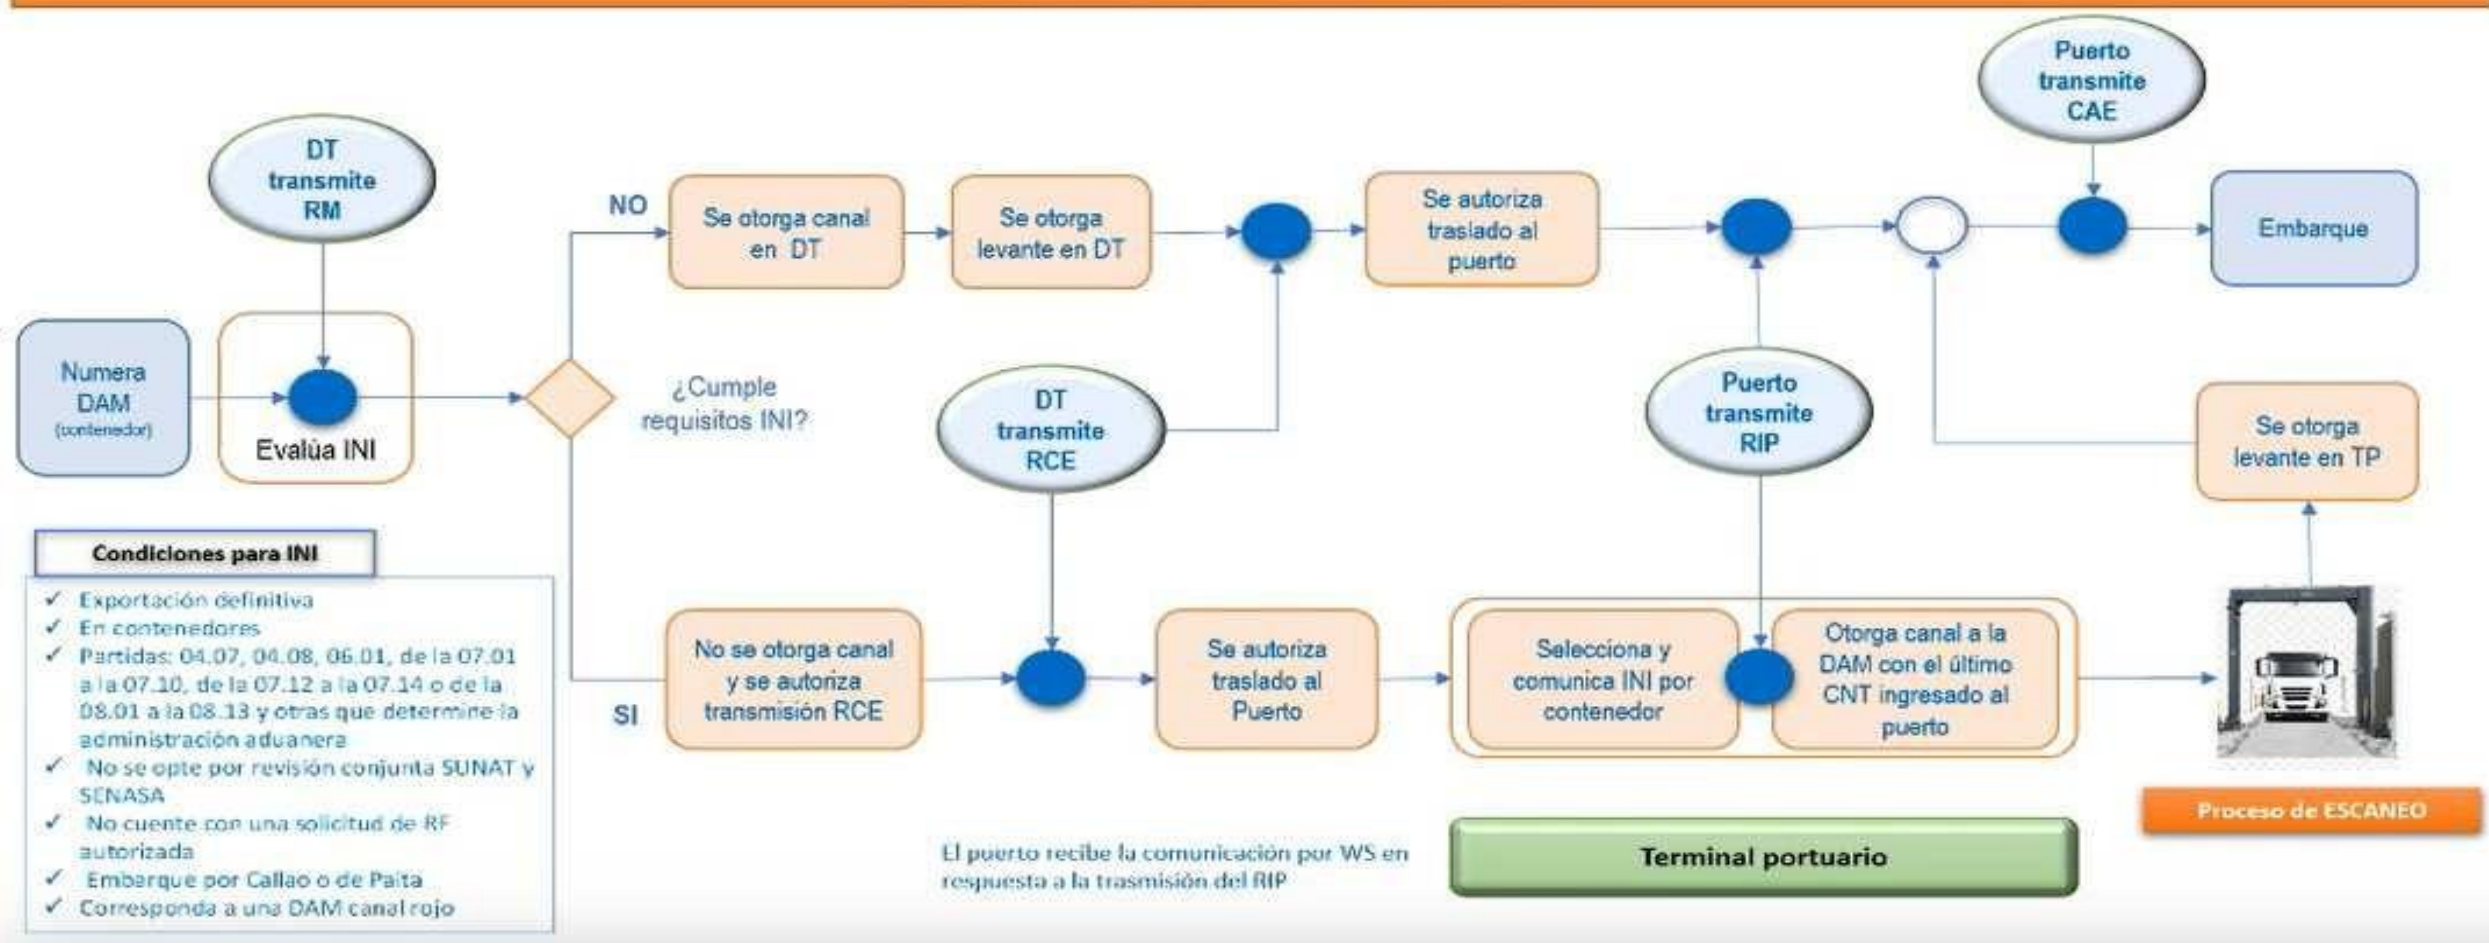 Puerto
transmite
CAE
DT
transmite
RM
NO
Se otorga canal
en DT
Se otorga
levante en DT
Se autoriza
traslado al
puerto
Embarque
Numera
DAM
(contenedor)
Evalúa INI
¿Cumple
requisitos INI?
DT
transmite
RCE
Puerto
transmite
RIP
Se otorga
levante en TP
Condiciones para INI
✓ Exportación definitiva
✓ En contenedores
✓ Partidas: 04.07, 04.08, 06.01, de la 07.01
a la 07.10, de la 07.12 a la 07.14 o de la
08.01 a la 08.13 y otras que determine la
administración aduanera
✓ No se opte por revisión conjunta SUNAT y
SENASA
✓ No cuente con una solicitud de RF
autorizada
✓ Embarque por Callao o de Paita
✓ Corresponda a una DAM canal rojo
SI
No se otorga canal
y se autoriza
transmisión RCE
Se autoriza
traslado al
Puerto
Selecciona y
comunica INI por
contenedor
Otorga canal a la
DAM con el último
CNT ingresado al
puerto
Proceso de ESCANEO
El puerto recibe la comunicación por WS en
respuesta a la trasmisión del RIP
Terminal portuario